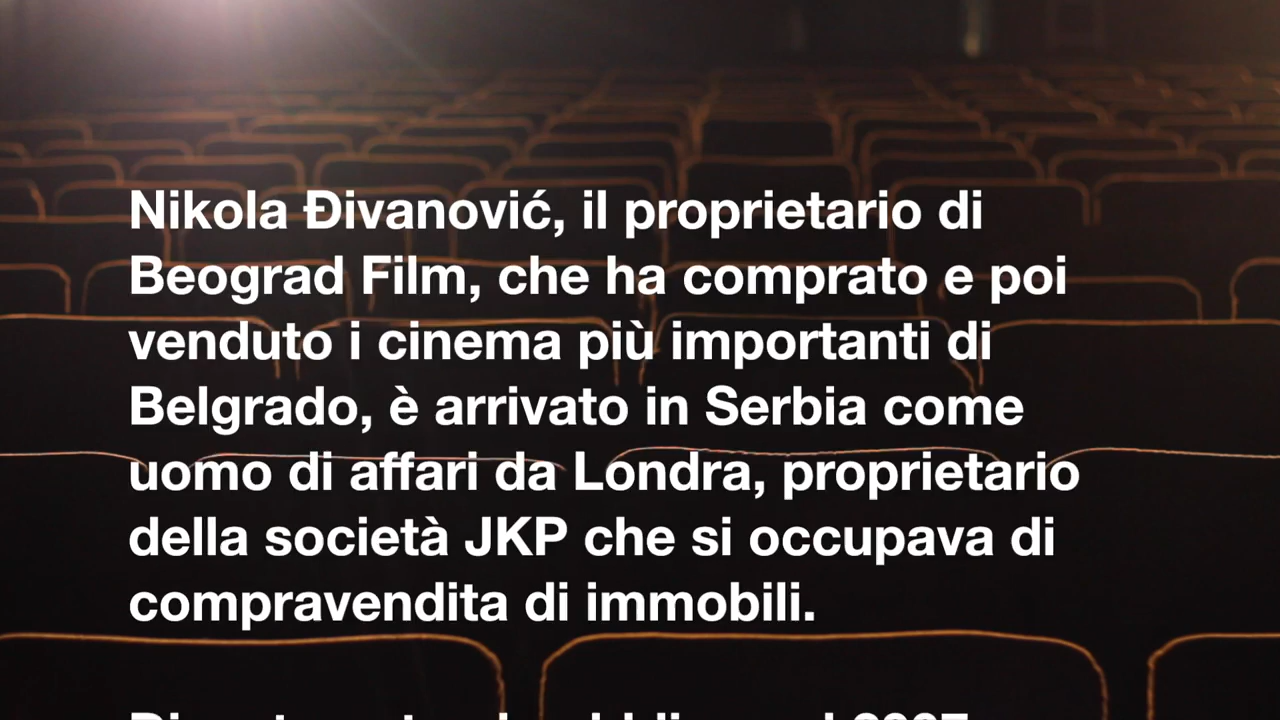 Nikola Đivanović, il proprietario di
Beograd Film, che ha comprato e poi
venduto i cinema più importanti di
Belgrado, è arrivato in Serbia come
uomo di affari da Londra, proprietario
della società JKP che si occupava di
compravendita di immobili.